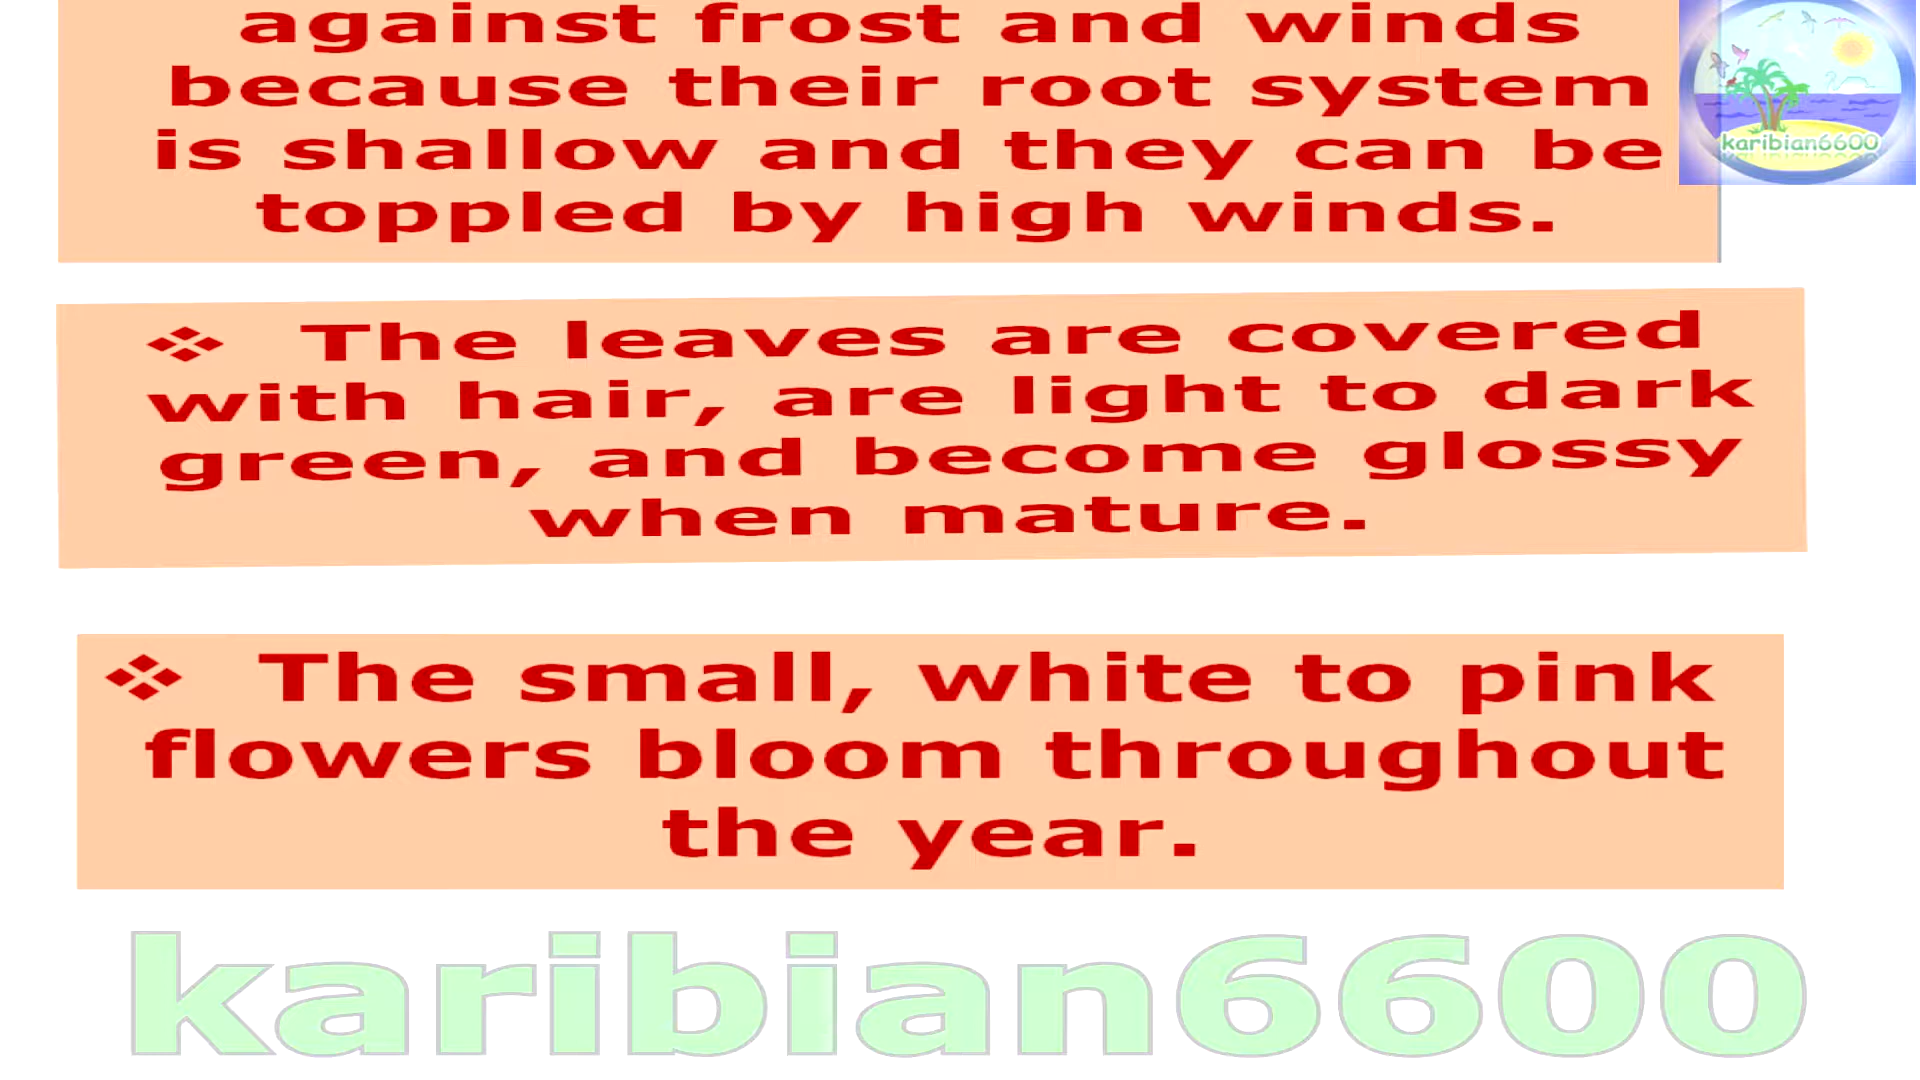 against frost and winds
because their root system
is shallow and they can be
toppled by high winds.
karibian6600
❖ The leaves are covered
with hair, are light to dark
green, and become glossy
when mature.
❖ The small, white to pink
flowers bloom throughout
the year.
karibian6600